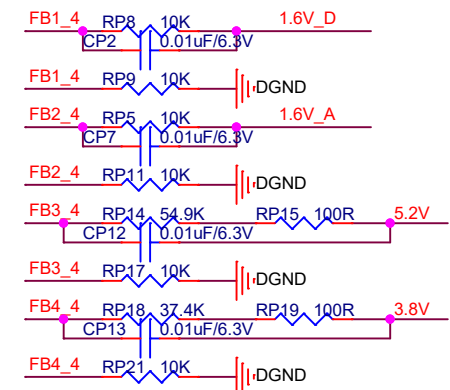 FB1_4 RP8 10K 1.6V_D
CP2 0.01uF/6.3V
FB1_4 RP9 10K DGND
FB2_4 RP5 10K 1.6V_A
CP7 0.01uF/6.3V
FB2_4 RP11 10K DGND
FB3_4 RP14 54.9K RP15 100R 5.2V
CP12 0.01uF/6.3V
FB3_4 RP17 10K DGND
FB4_4 RP18 37.4K RP19 100R 3.8V
CP13 0.01uF/6.3V
FB4_4 RP21 10K DGND